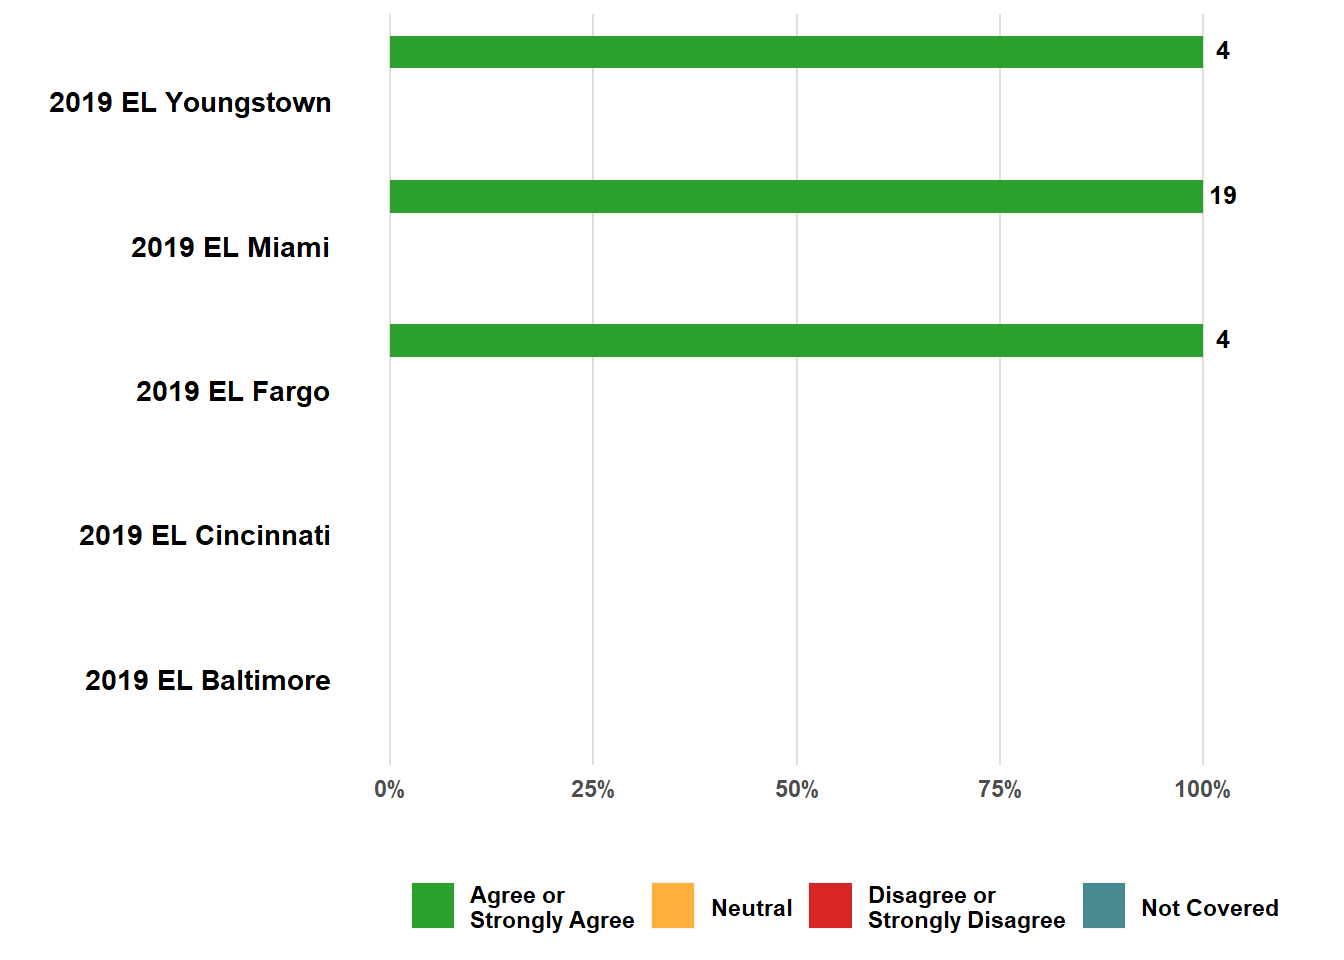 4
2019 EL Youngstown
19
2019 EL Miami
4
2019 EL Fargo
2019 EL Cincinnati
2019 EL Baltimore
0% 25% 50% 75% 100%
Agree or
Strongly Agree
Neutral
Disagree or
Strongly Disagree
Not Covered